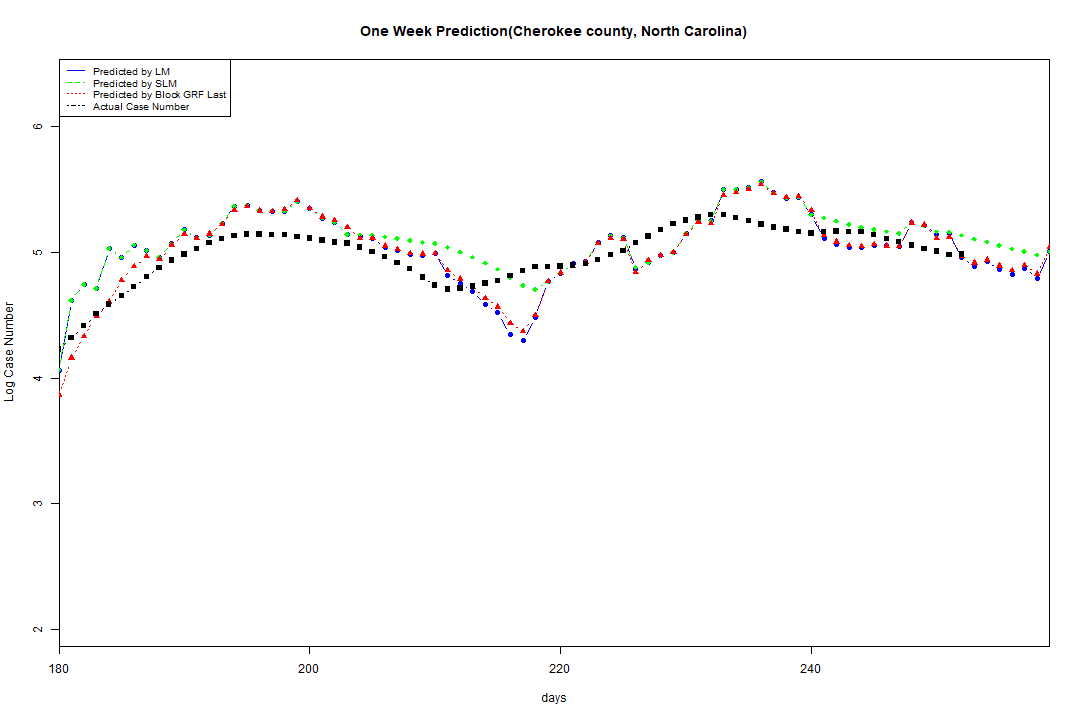 One Week Prediction(Cherokee county, North Carolina)
Predicted by LM
Predicted by SLM
Predicted by Block GRF Last
Actual Case Number
6
5
4
3
2
Log Case Number
180
200
220
240
days